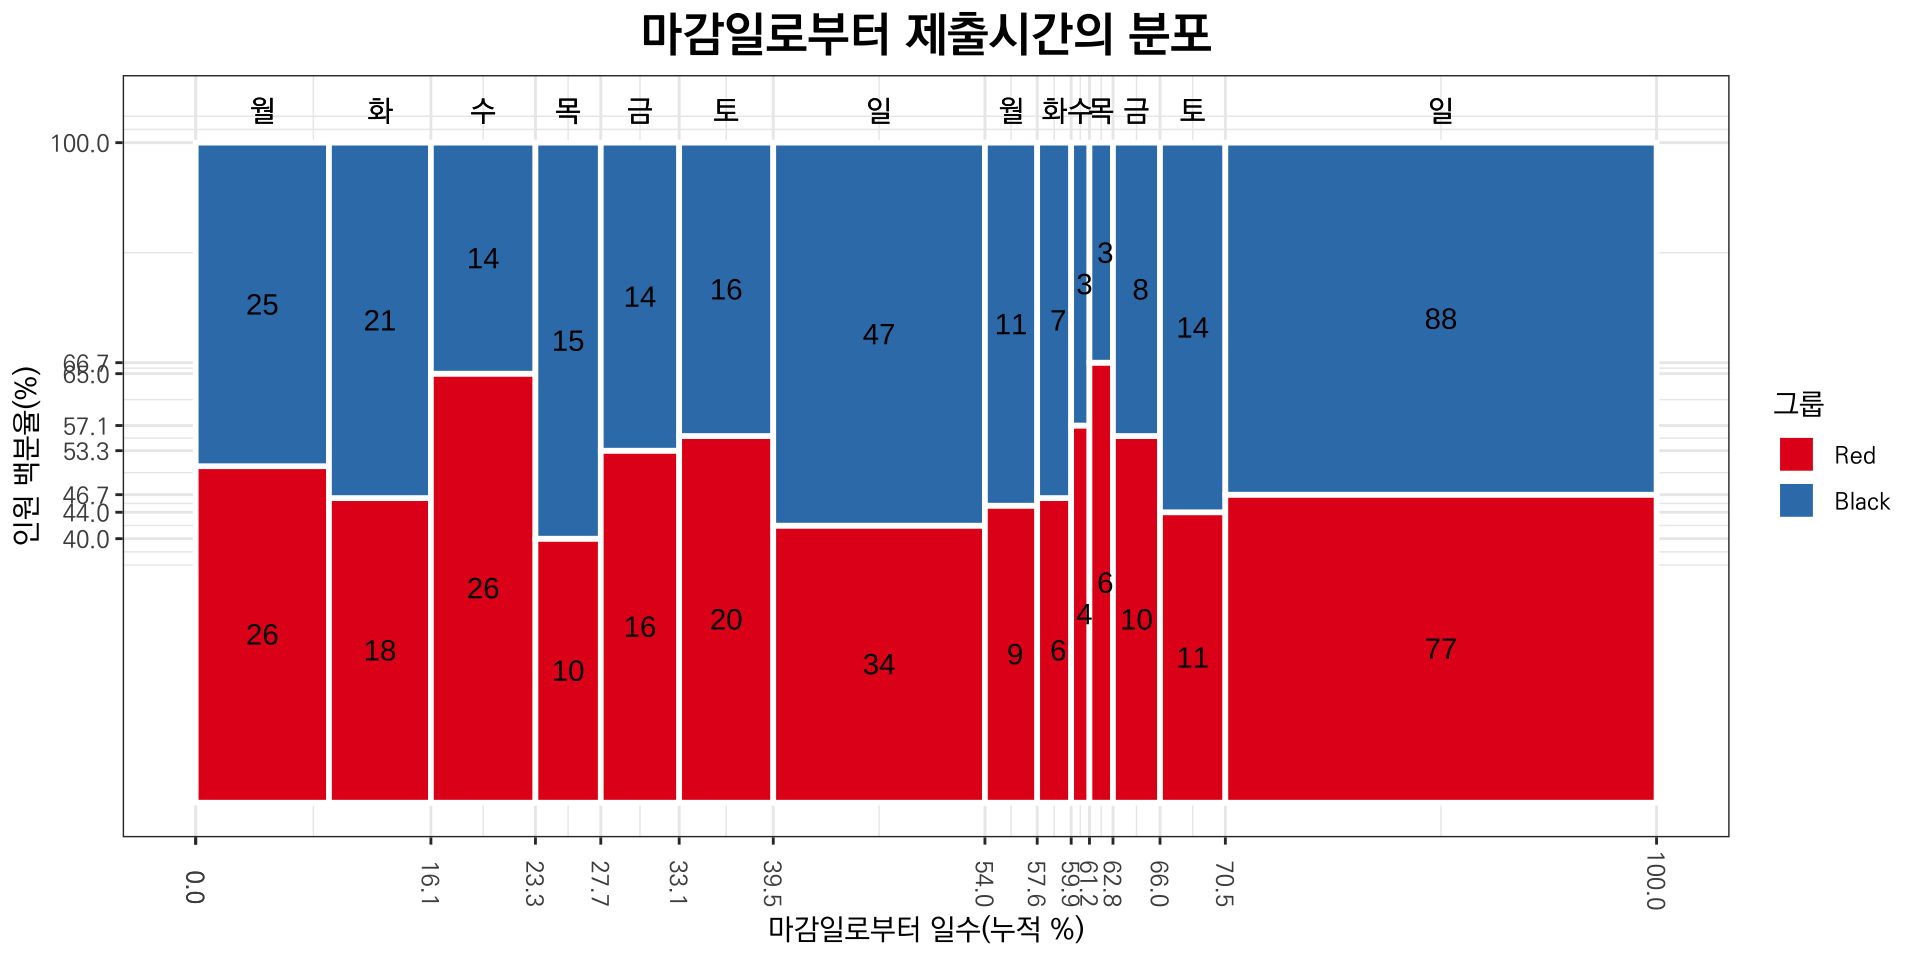 마감일로부터 제출시간의 분포
월 화 수 목 금 토 일 월 화 수 목 금 토 일
100.0
66.7
65.0
57.1
53.3
46.7
44.0
40.0
인원 백분율(%)
25 21 14 15 14 16 47 11 7 3 3 8 14 88
26 18 26 10 16 20 34 9 6 4 6 10 11 77
0.0 16.1 23.3 27.7 33.1 39.5 54.0 57.6 59.9 61.2 62.8 66.0 70.5 100.0
마감일로부터 일수(누적 %)
그룹
Red
Black